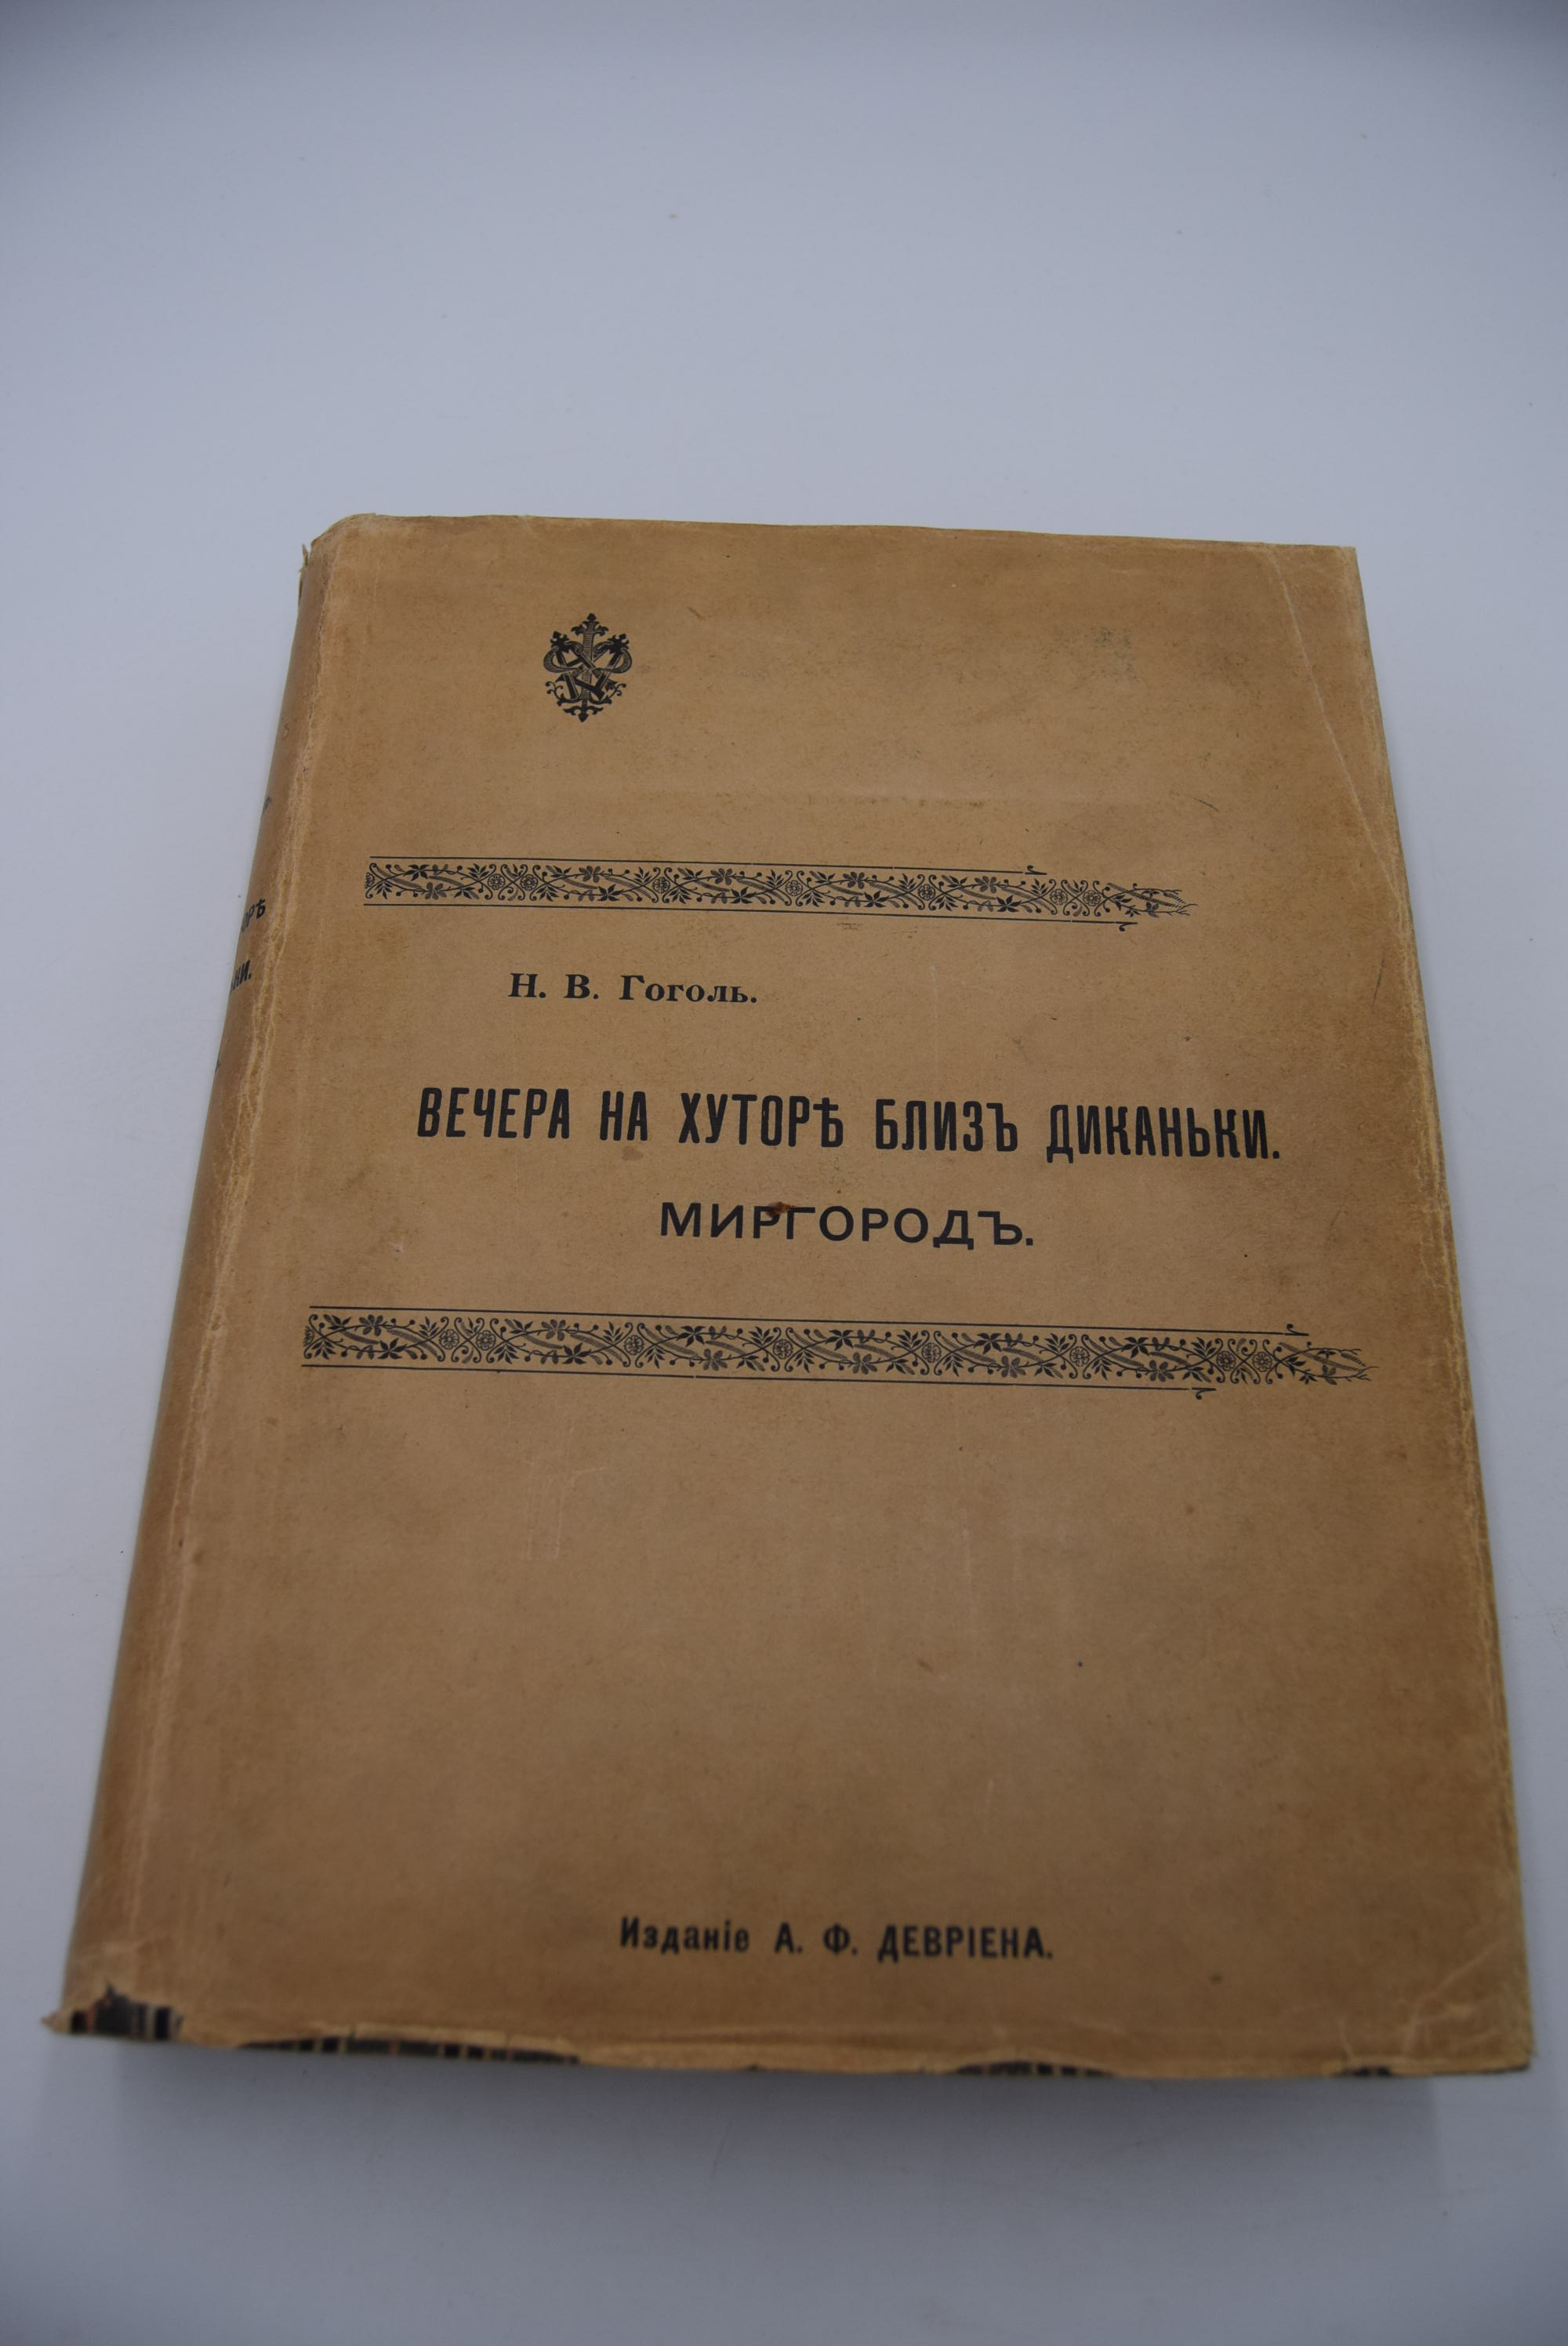 Н. В. Гоголь.
ВЕЧЕРА НА ХУТОРѢ БЛИЗЪ ДИКАНЬКИ.
МИРГОРОДЪ.
Изданіе А. Ф. ДЕВРІЕНА.